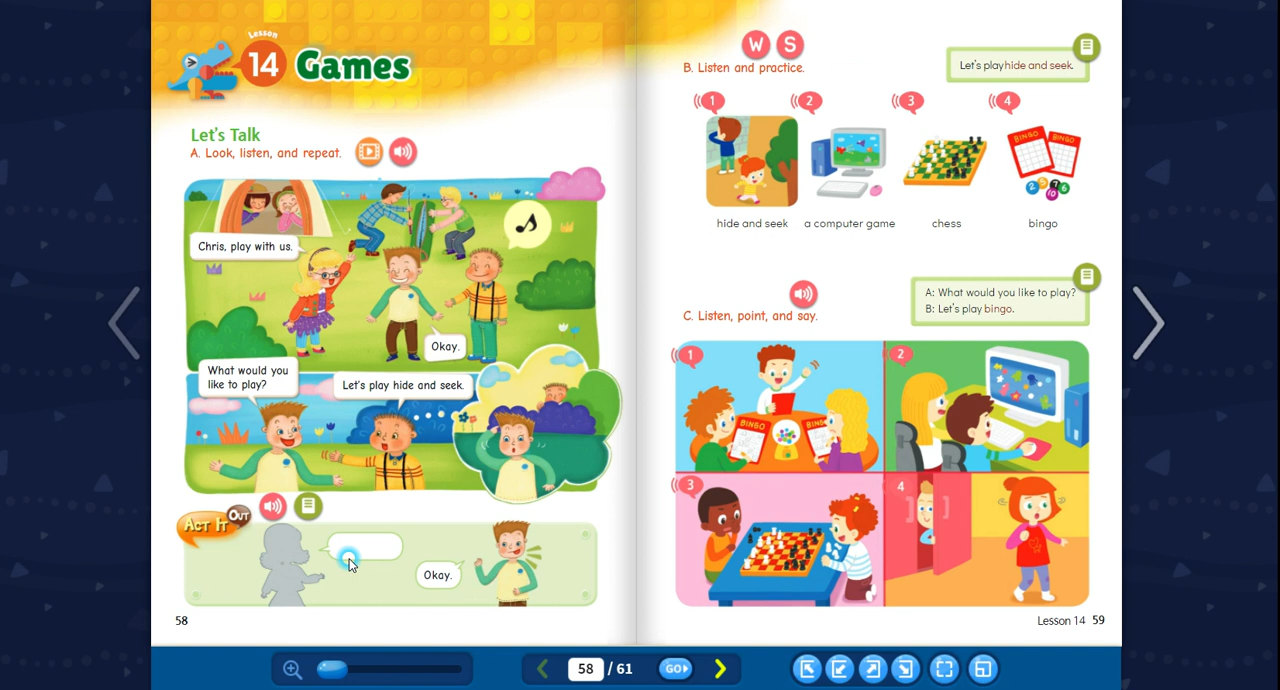 Lesson
14 Games
Let's Talk
A. Look, listen, and repeat.
Chris, play with us.
Okay.
What would you
like to play?
Let's play hide and seek.
ACT IT OUT
Okay.
58
W S
B. Listen and practice.
Let's play hide and seek.
1
2
3
4
BINGO
BINGO
hide and seek
a computer game
chess
bingo
C. Listen, point, and say.
A: What would you like to play?
B: Let's play bingo.
1
BINGO
BING
2
3
4
Lesson 14 59
58 / 61 GO